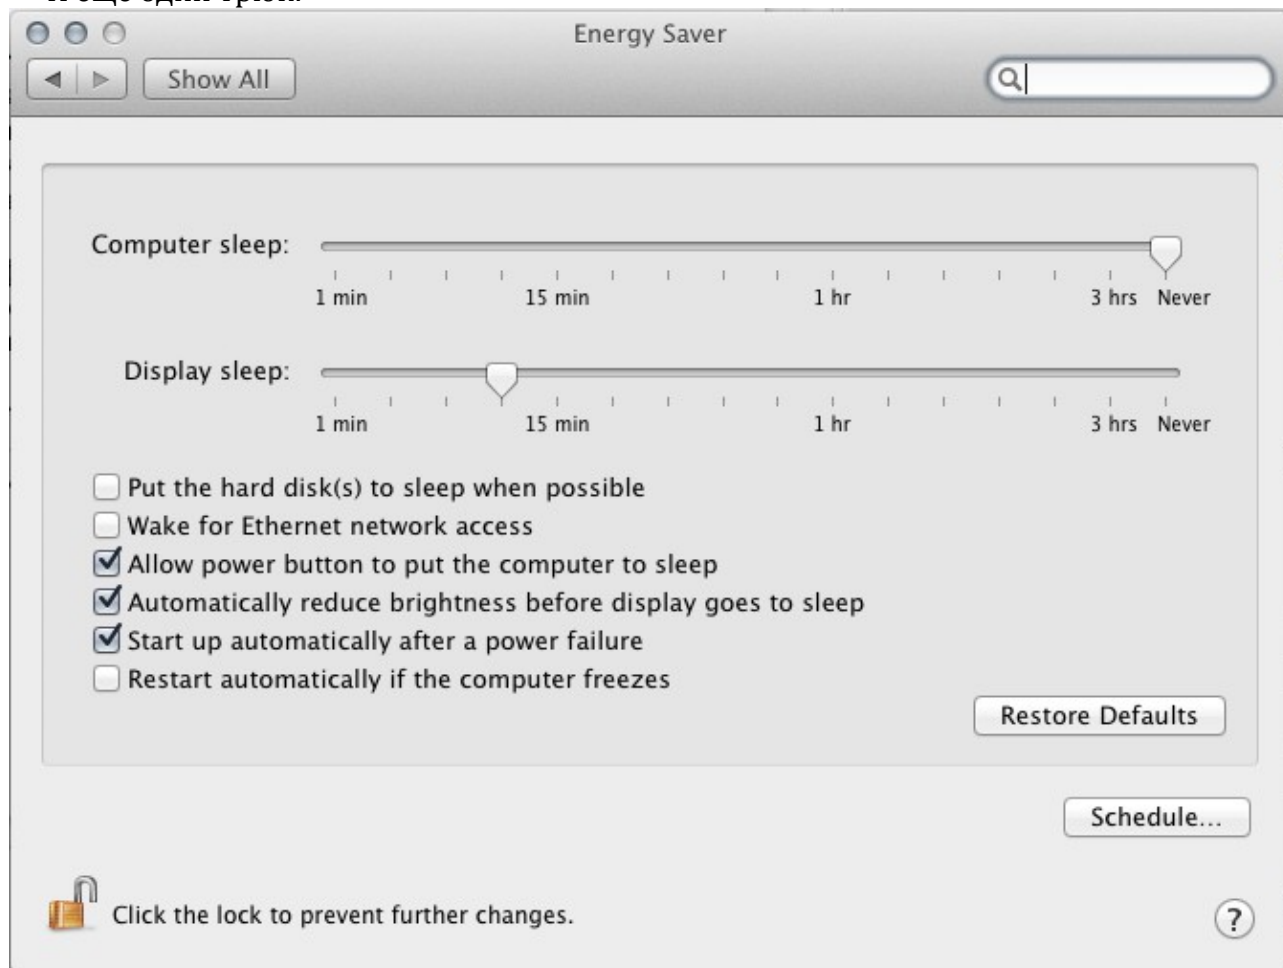 И еще один трюк.
Energy Saver
Show All
Computer sleep:
1 min 15 min 1 hr 3 hrs Never
Display sleep:
1 min 15 min 1 hr 3 hrs Never
Put the hard disk(s) to sleep when possible
Wake for Ethernet network access
Allow power button to put the computer to sleep
Automatically reduce brightness before display goes to sleep
Start up automatically after a power failure
Restart automatically if the computer freezes
Restore Defaults
Schedule...
Click the lock to prevent further changes.
?